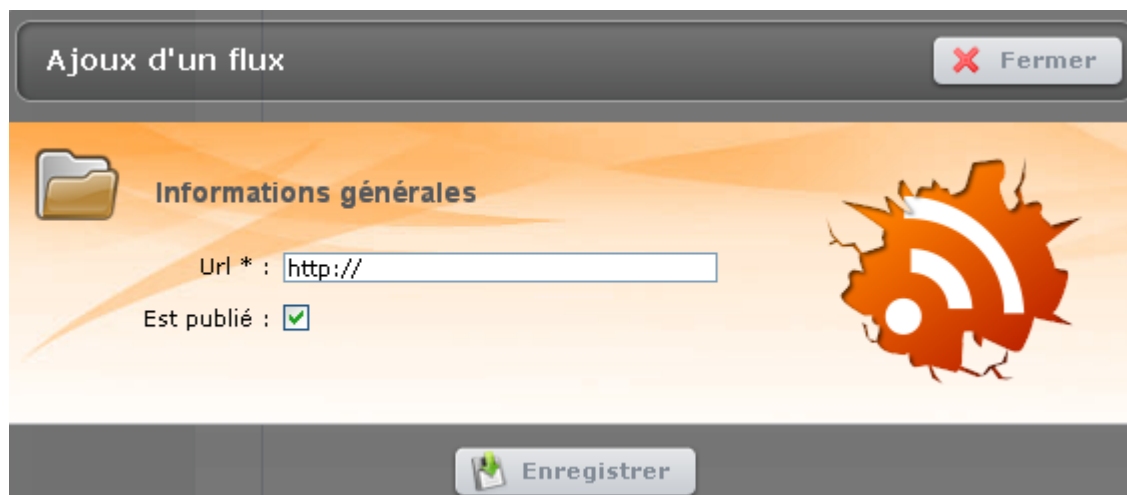 Ajoux d'un flux
Fermer
Informations générales
Url * : http://
Est publié :
Enregistrer